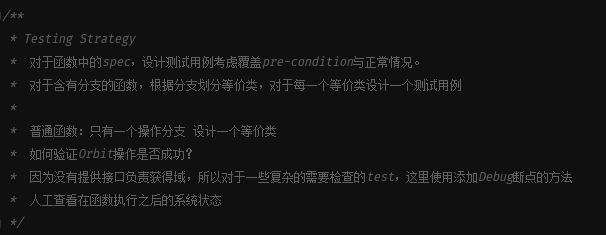 /**
* Testing Strategy
* 对于函数中的spec，设计测试用例考虑覆盖pre-condition与正常情况。
* 对于含有分支的函数，根据分支划分等价类，对于每一个等价类设计一个测试用例
*
* 普通函数：只有一个操作分支 设计一个等价类
* 如何验证Orbit操作是否成功？
* 因为没有提供接口负责获得域，所以对于一些复杂的需要检查的test，这里使用添加Debug断点的方法
* 人工查看在函数执行之后的系统状态
*/